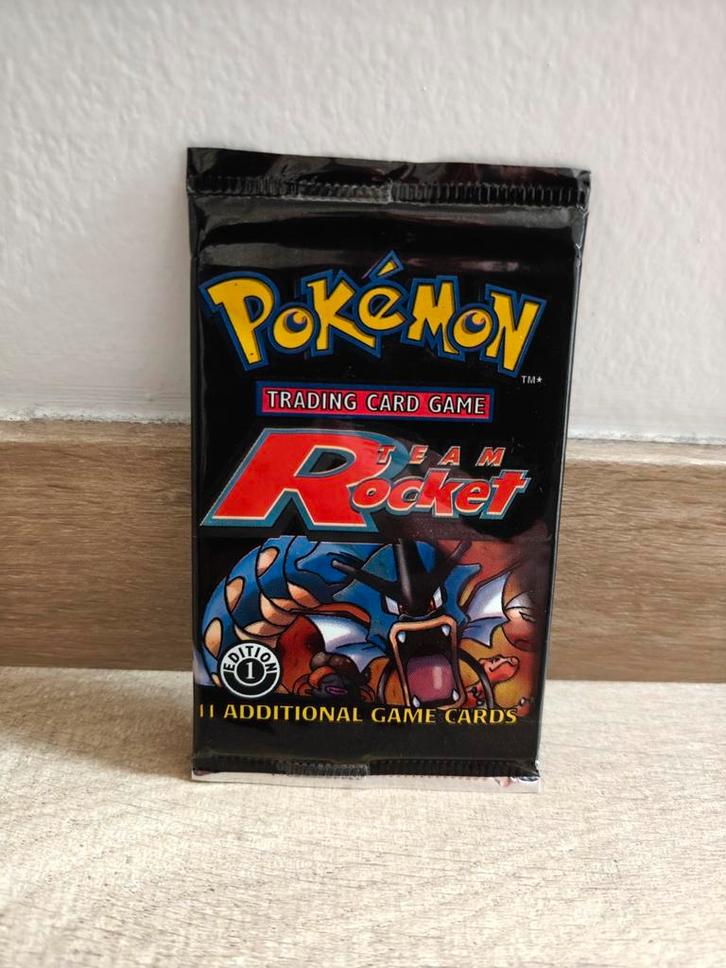 POKéMON
TM*
TRADING CARD GAME
TEAM
Rocket
EDITION
1
11 ADDITIONAL GAME CARDS